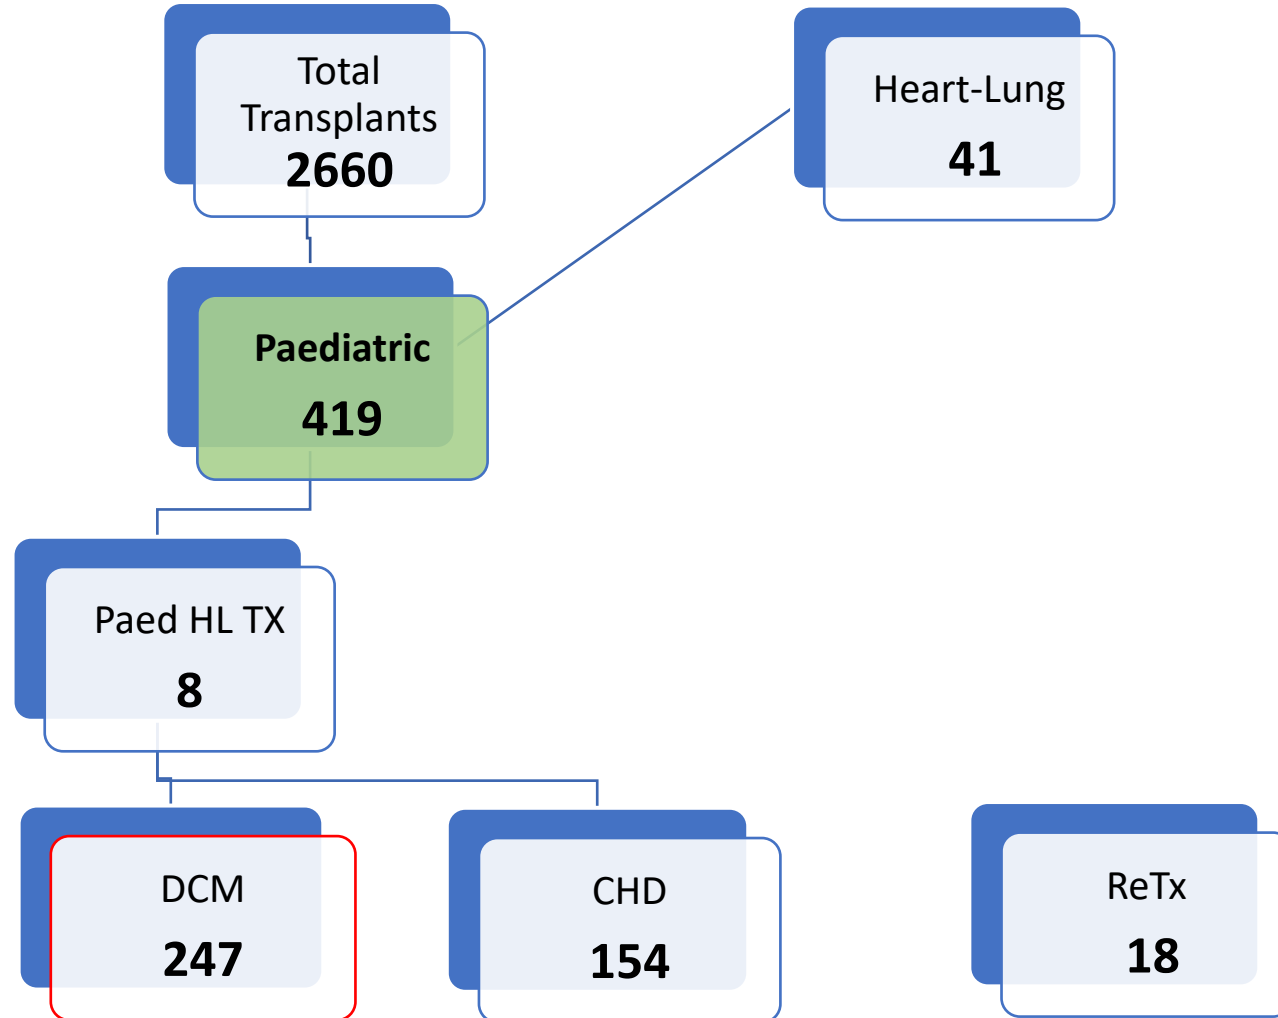 Total
Transplants
2660
Heart-Lung
41
Paediatric
419
Paed HL TX
8
DCM
247
CHD
154
ReTx
18